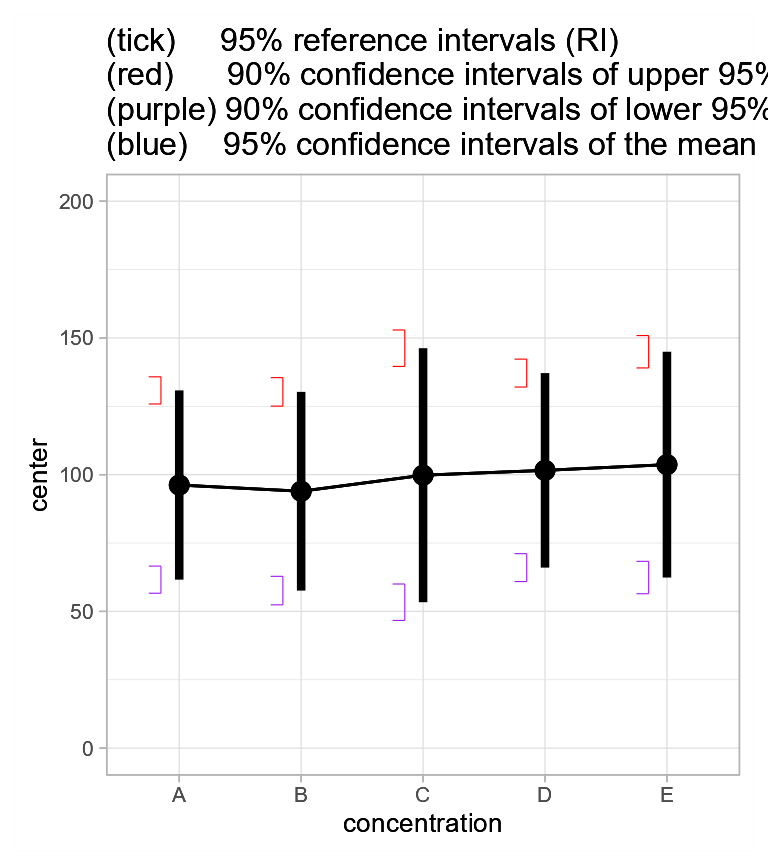 (tick) 95% reference intervals (RI)
(red) 90% confidence intervals of upper 95%
(purple) 90% confidence intervals of lower 95%
(blue) 95% confidence intervals of the mean
200
150
100
50
0
center
A B C D E
concentration